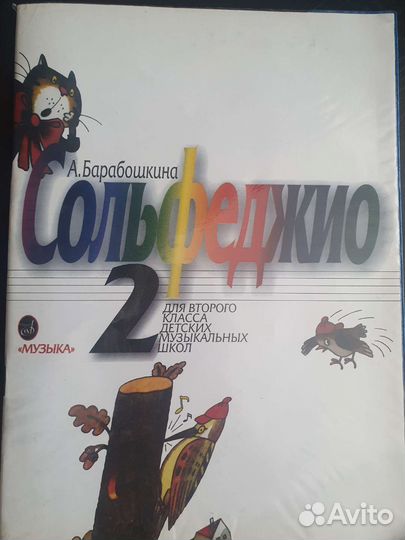 А. Барабошкина
Сольфеджио
2
ДЛЯ ВТОРОГО
КЛАССА
ДЕТСКИХ
МУЗЫКАЛЬНЫХ
ШКОЛ
«МУЗЫКА»
Avito